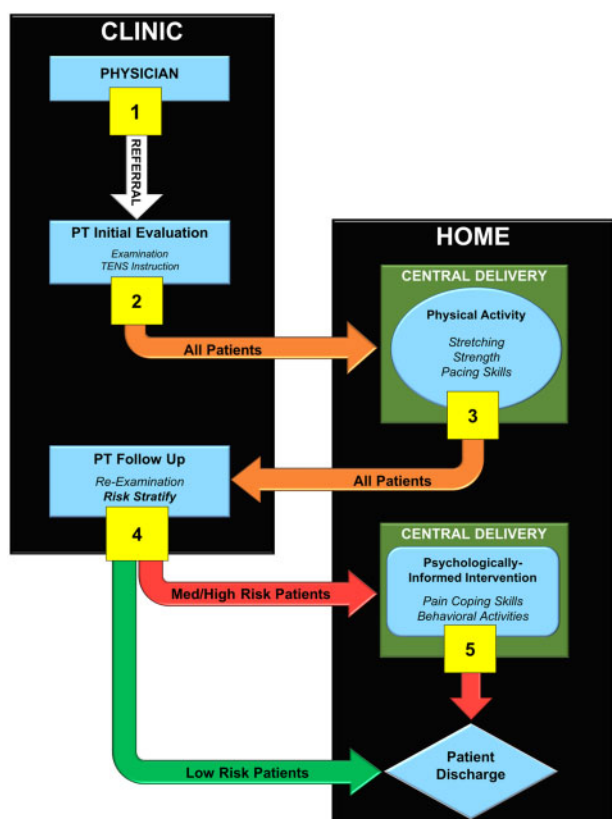 CLINIC
PHYSICIAN
1
REFERRAL
PT Initial Evaluation
Examination
TENS Instruction
2
All Patients
HOME
CENTRAL DELIVERY
Physical Activity
Stretching
Strength
Pacing Skills
3
All Patients
PT Follow Up
Re-Examination
Risk Stratify
4
Med/High Risk Patients
CENTRAL DELIVERY
Psychologically-
Informed Intervention
Pain Coping Skills
Behavioral Activities
5
Low Risk Patients
Patient
Discharge